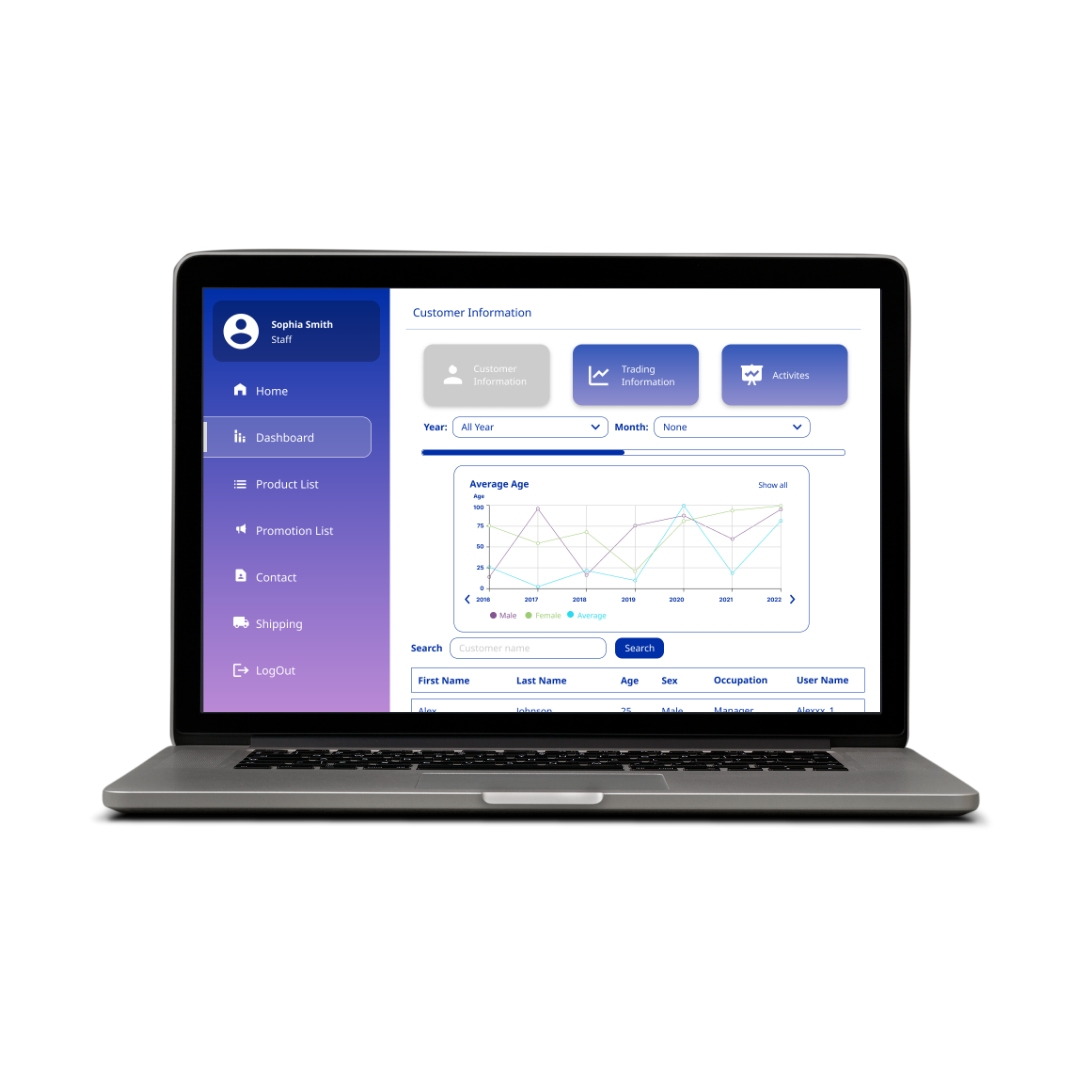 Sophia Smith
Staff
Home
Dashboard
Product List
Promotion List
Contact
Shipping
LogOut
Customer Information
Customer
Information
Trading
Information
Activites
Year:
All Year
Month:
None
Average Age
Show all
Age
100
75
50
25
0
2016
2017
2018
2019
2020
2021
2022
Male
Female
Average
Search
Customer name
Search
First Name
Last Name
Age
Sex
Occupation
User Name
Alex
Johnson
25
Male
Manager
Alexxx_1